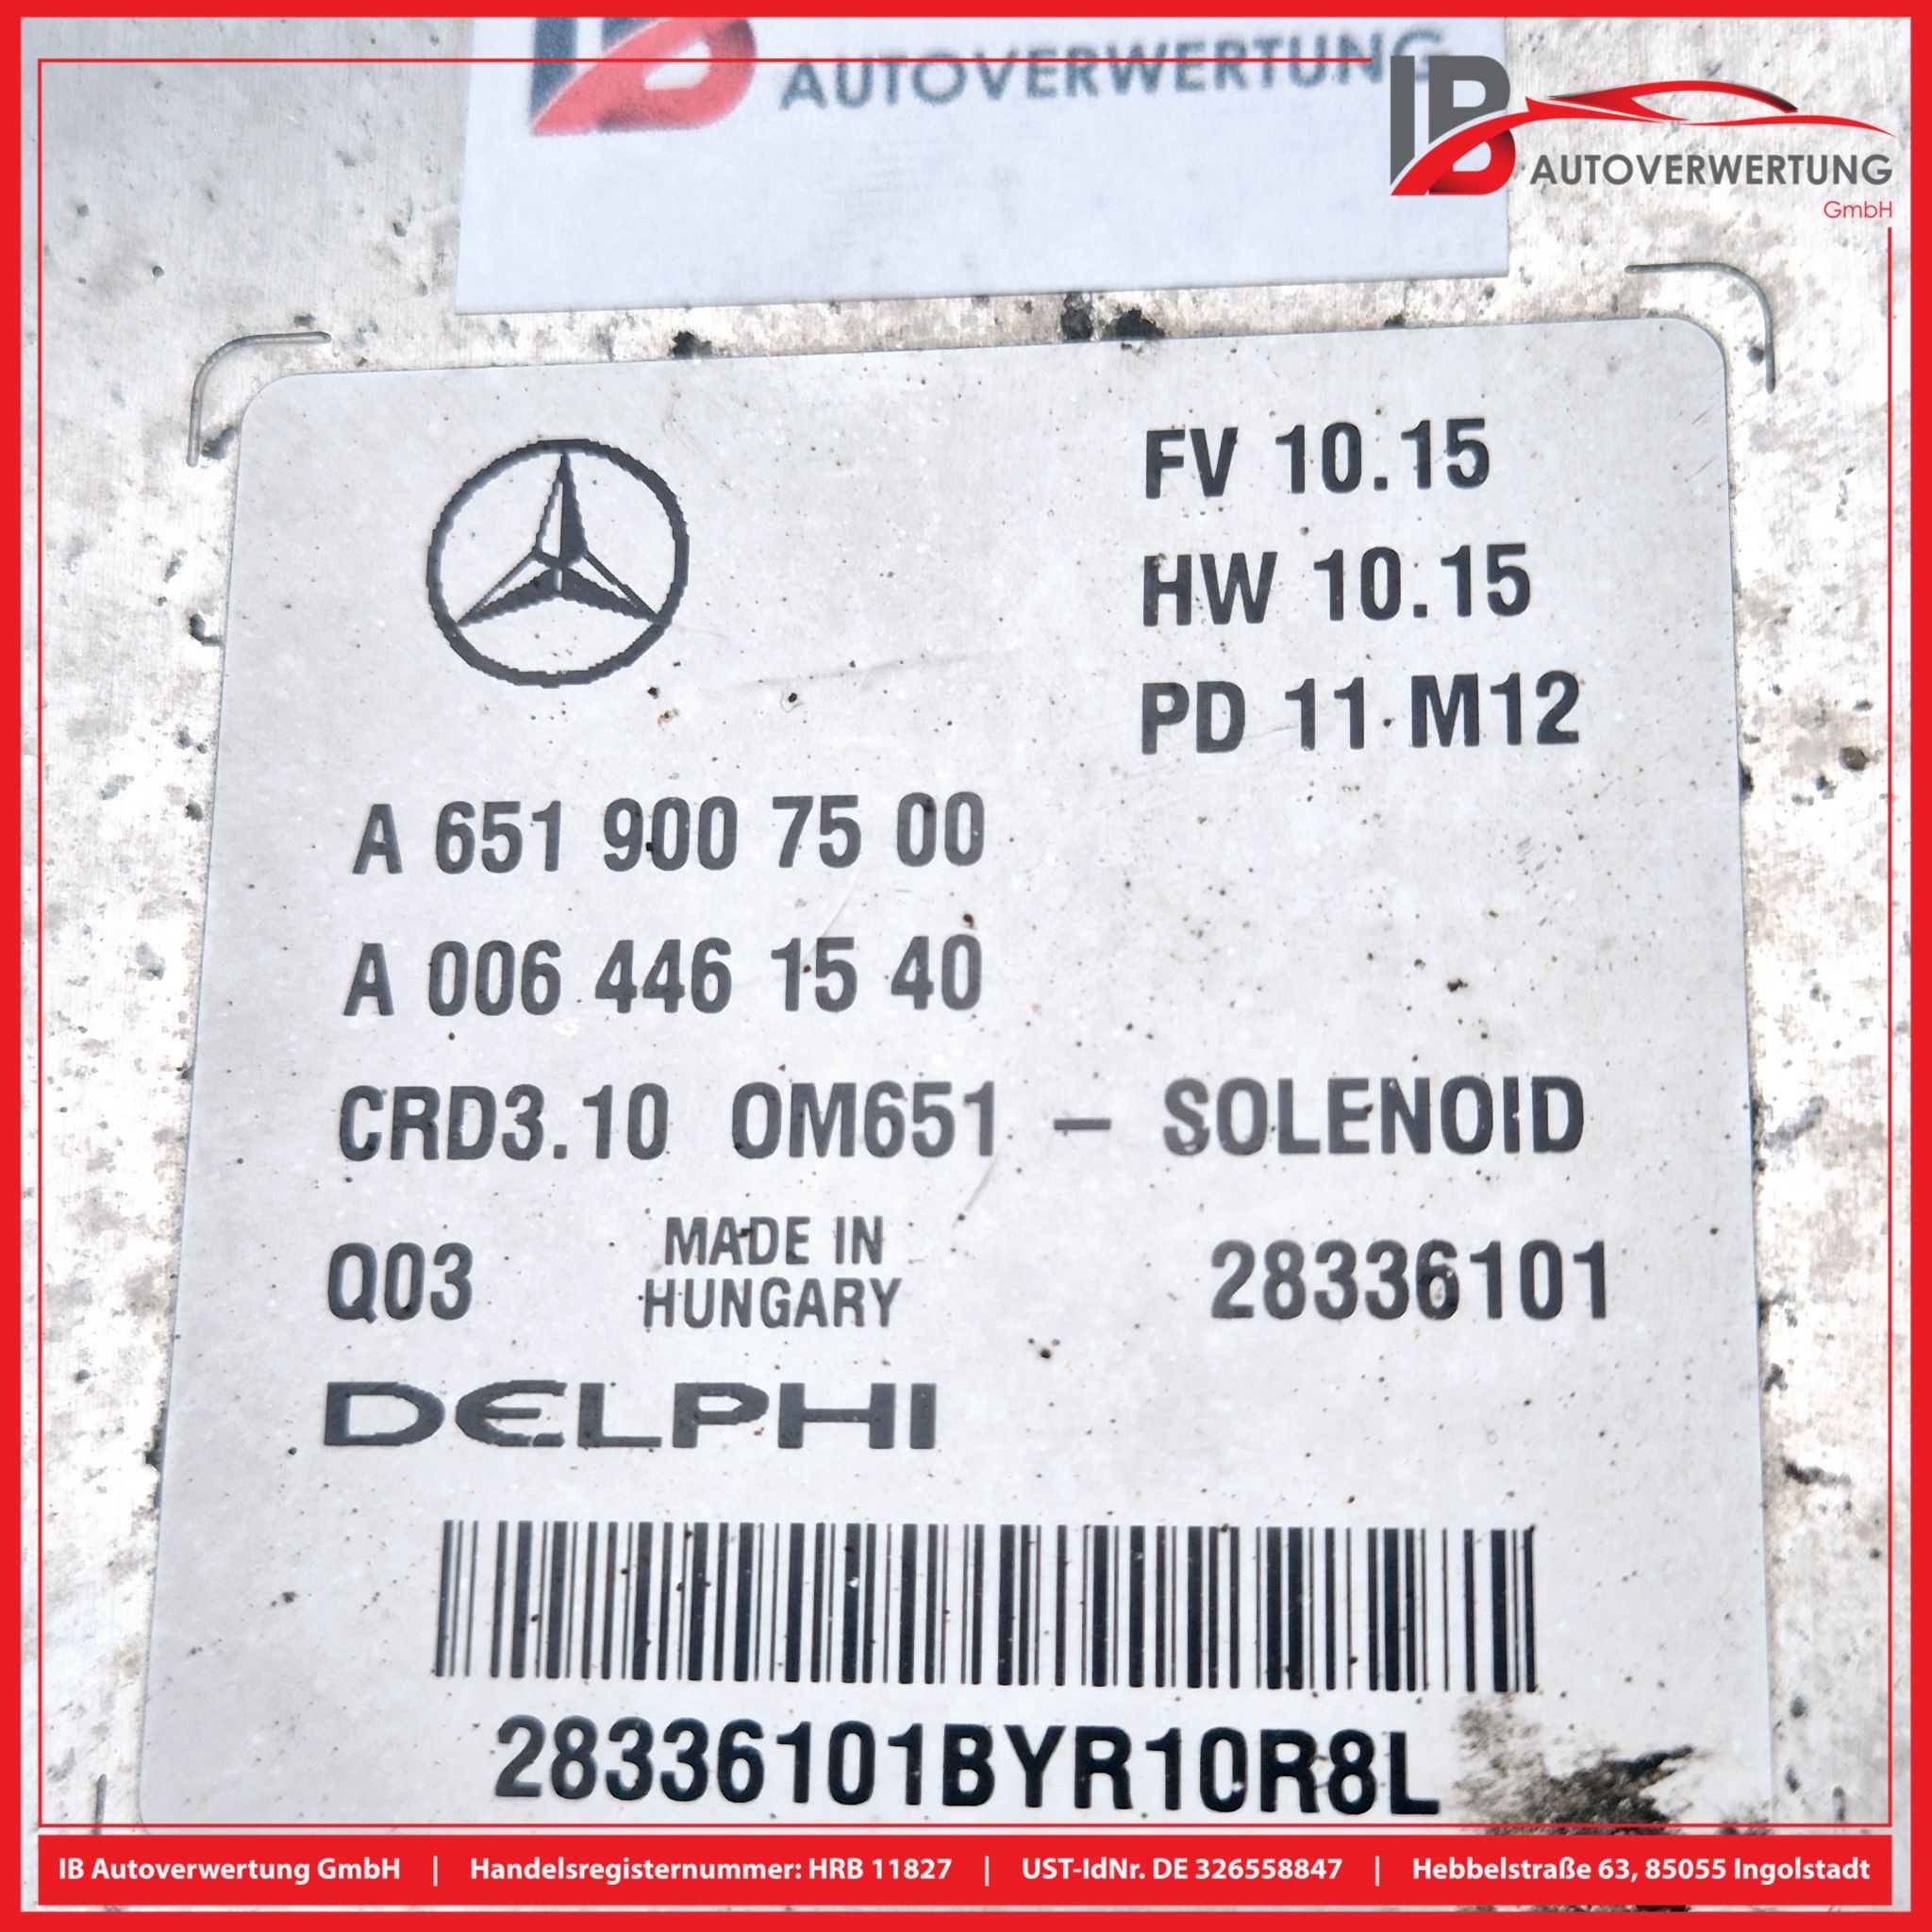 IB
AUTOVERWERTUNG
IB
AUTOVERWERTUNG
GmbH
FV 10.15
HW 10.15
PD 11.M12
A 651 900 75 00
A 006 446 15 40
CRD3.10 OM651 – SOLENOID
Q03
MADE IN
HUNGARY
28336101
DELPHI
28336101BYR10R8L
IB Autoverwertung GmbH | Handelsregisternummer: HRB 11827 | UST-IdNr. DE 326558847 | Hebbelstraße 63, 85055 Ingolstadt